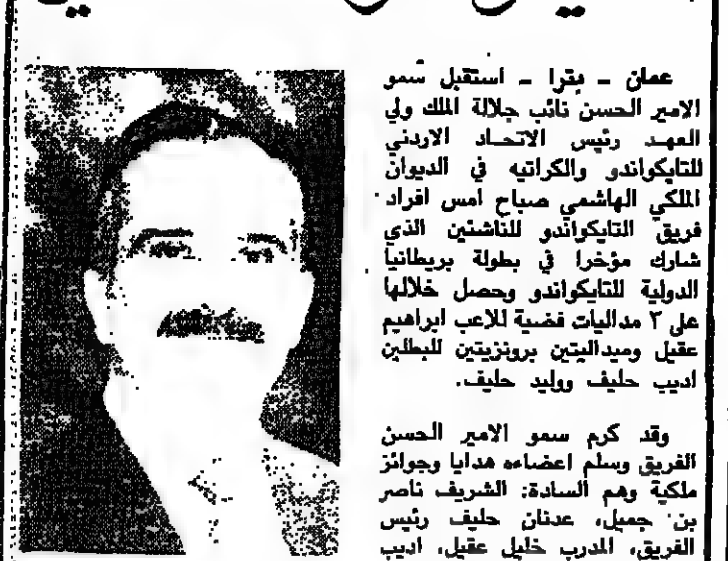 عمان - بترا - استقبل سمو
الامير الحسن نائب جلالة الملك ولي
العهد رئيس الاتحاد الاردني
للتايكواندو والكراتيه في الديوان
الملكي الهاشمي صباح امس افراد
فريق التايكواندو للناشئين الذي
شارك مؤخرا في بطولة بريطانيا
الدولية للتايكواندو وحصل خلالها
على ٣ مداليات فضية للاعب ابراهيم
عقيل وميداليتين برونزيتين للبطلين
اديب حليف ووليد حليف.
وقد كرم سمو الامير الحسن
الفريق وسلم اعضاءه هدايا وجوائز
ملكية وهم السادة: الشريف ناصر
بن جميل، عدنان حليف رئيس
الفريق، المدرب خليل عقيل، اديب